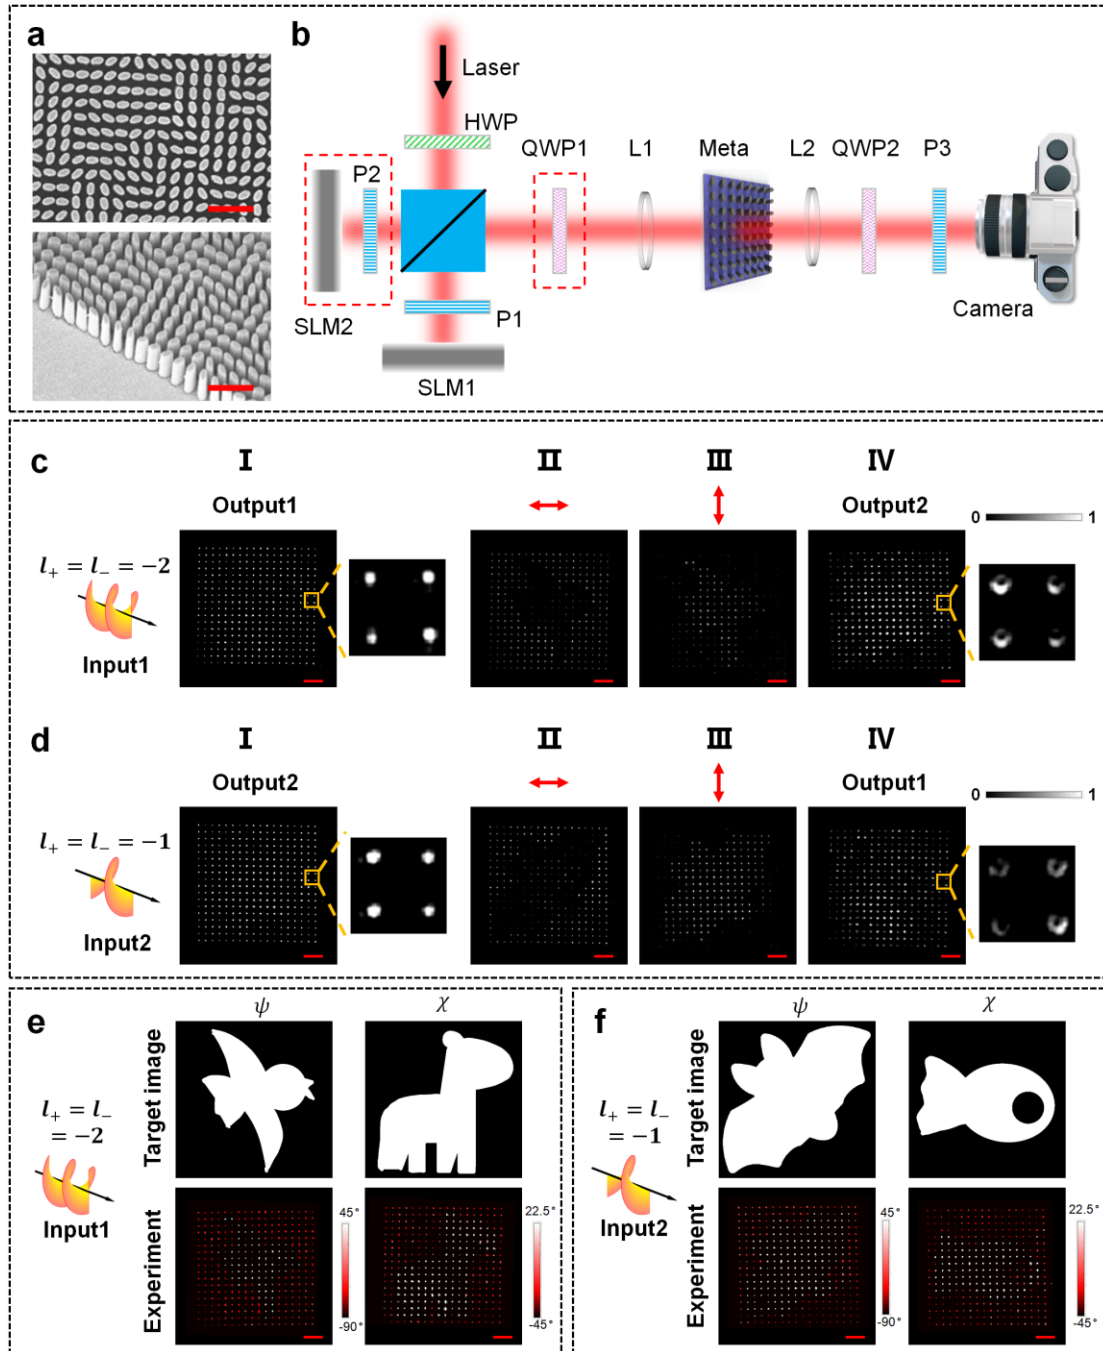 a
b
Laser
HWP
QWP1
L1
Meta
L2
QWP2
P3
P2
SLM2
P1
SLM1
Camera
c
I
II
III
IV
Output1
Output2
0
1
l₊ = l₋ = −2
Input1
d
I
II
III
IV
Output2
Output1
0
1
l₊ = l₋ = −1
Input2
e
ψ
χ
Target image
l₊ = l₋
= −2
Input1
Experiment
45°
-90°
22.5°
-45°
f
ψ
χ
Target image
l₊ = l₋
= −1
Input2
Experiment
45°
-90°
22.5°
-45°